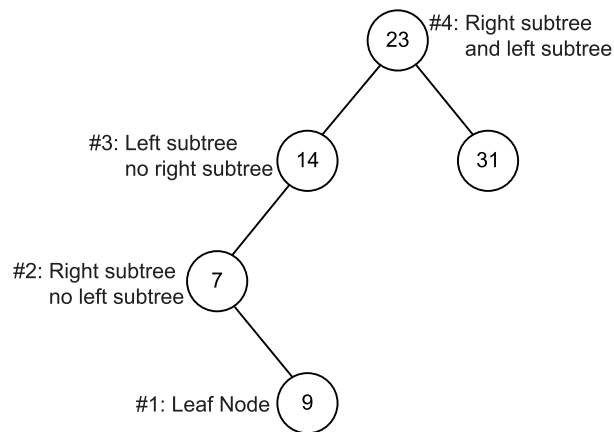 23
#4: Right subtree
and left subtree
#3: Left subtree
no right subtree
14
31
#2: Right subtree
no left subtree
7
#1: Leaf Node
9